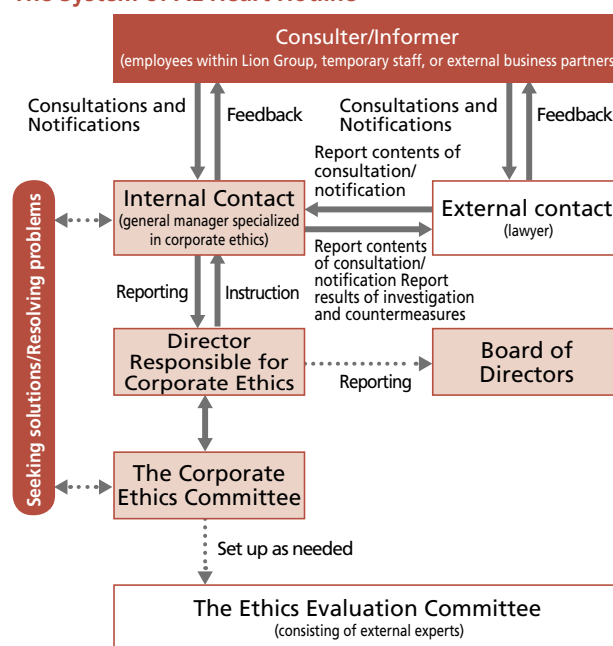 Consulter/Informer
(employees within Lion Group, temporary staff, or external business partners
Consultations and
Notifications
Feedback
Consultations and
Notifications
Feedback
Report contents of
consultation/
notification
Internal Contact
(general manager specialized
in corporate ethics)
External contact
(lawyer)
Report contents
of consultation/
notification Report
results of investigation
and countermeasures
Reporting
Instruction
Seeking solutions/Resolving problems
Director
Responsible for
Corporate Ethics
Reporting
Board of
Directors
The Corporate
Ethics Committee
Set up as needed
The Ethics Evaluation Committee
(consisting of external experts)